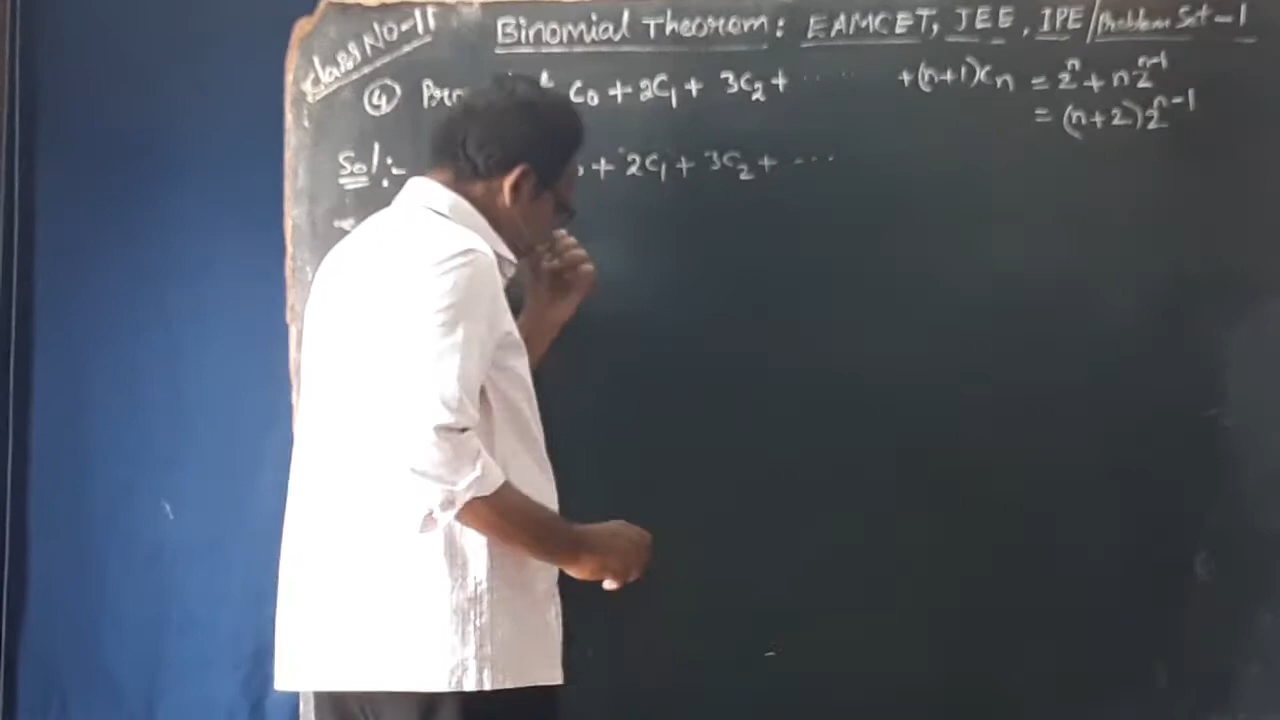 Class No-11
Binomial Theorem: EAMCET, JEE, IPE/Problem Set-1
④ C₀ + 2C₁ + 3C₂ + ...... + (n+1)Cₙ = 2ⁿ + n2ⁿ⁻¹
= (n+2)2ⁿ⁻¹
Sol:- + 2C₁ + 3C₂ + ....